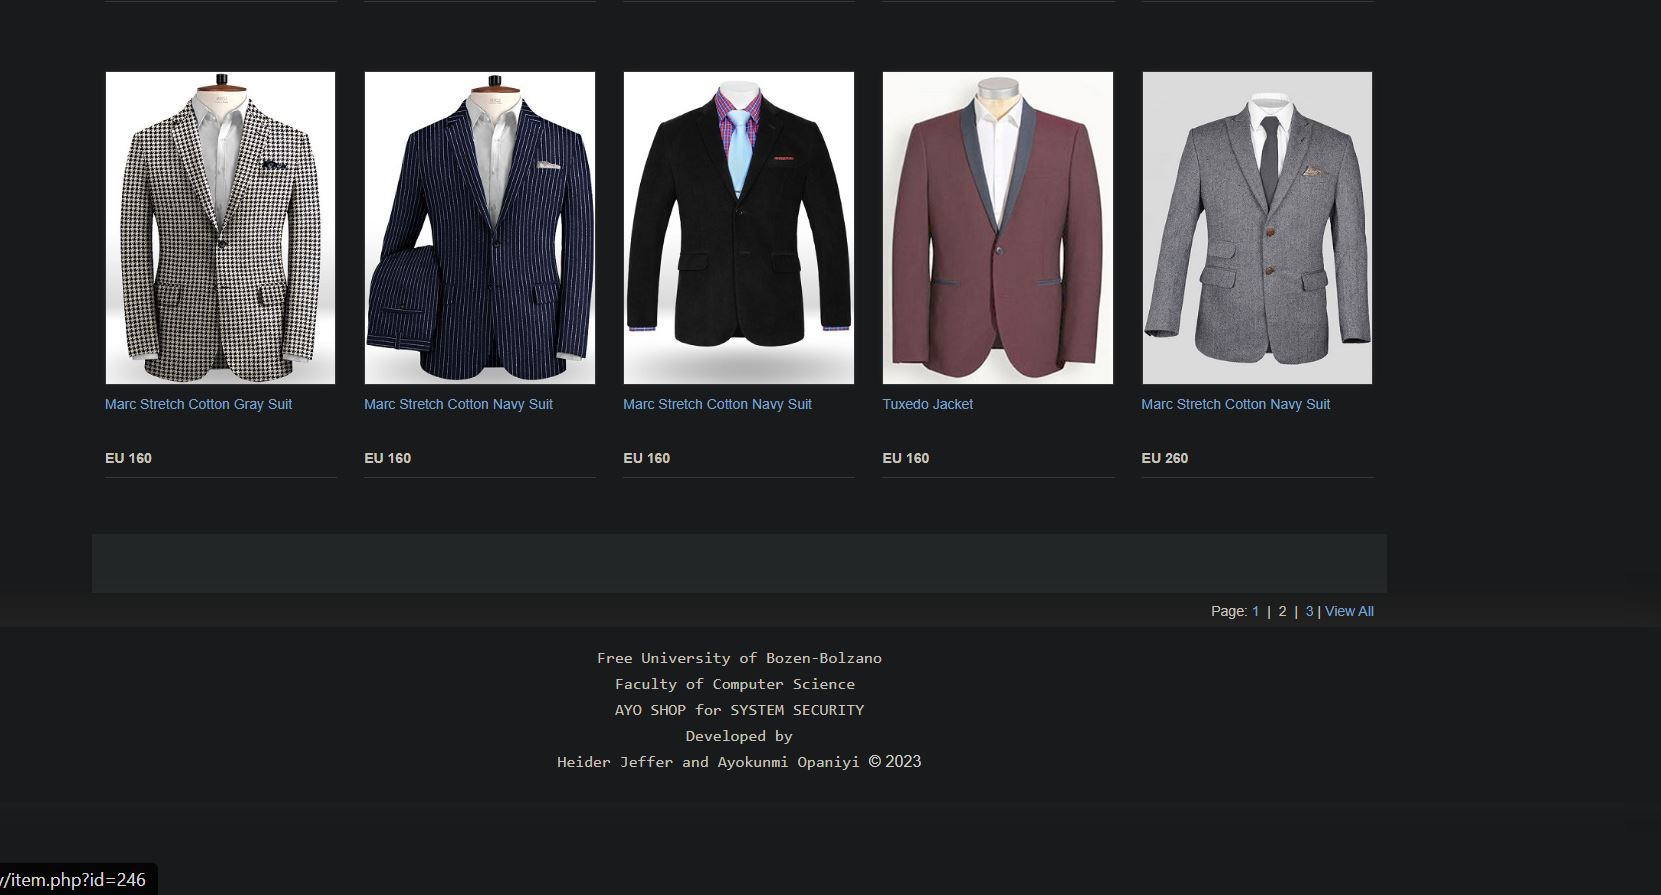 Marc Stretch Cotton Gray Suit
Marc Stretch Cotton Navy Suit
Marc Stretch Cotton Navy Suit
Tuxedo Jacket
Marc Stretch Cotton Navy Suit
EU 160
EU 160
EU 160
EU 160
EU 260
Page: 1 | 2 | 3 | View All
Free University of Bozen-Bolzano
Faculty of Computer Science
AYO SHOP for SYSTEM SECURITY
Developed by
Heider Jeffer and Ayokunmi Opaniyi © 2023
/item.php?id=246